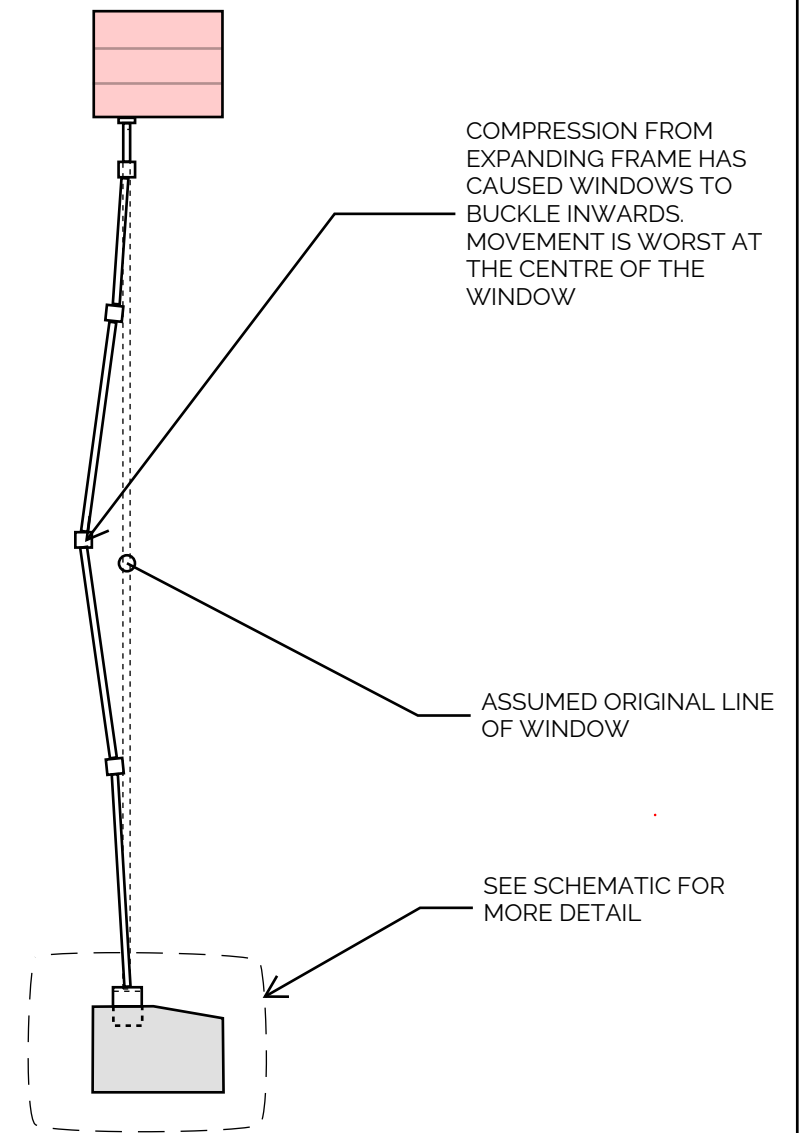 COMPRESSION FROM
EXPANDING FRAME HAS
CAUSED WINDOWS TO
BUCKLE INWARDS.
MOVEMENT IS WORST AT
THE CENTRE OF THE
WINDOW
ASSUMED ORIGINAL LINE
OF WINDOW
SEE SCHEMATIC FOR
MORE DETAIL